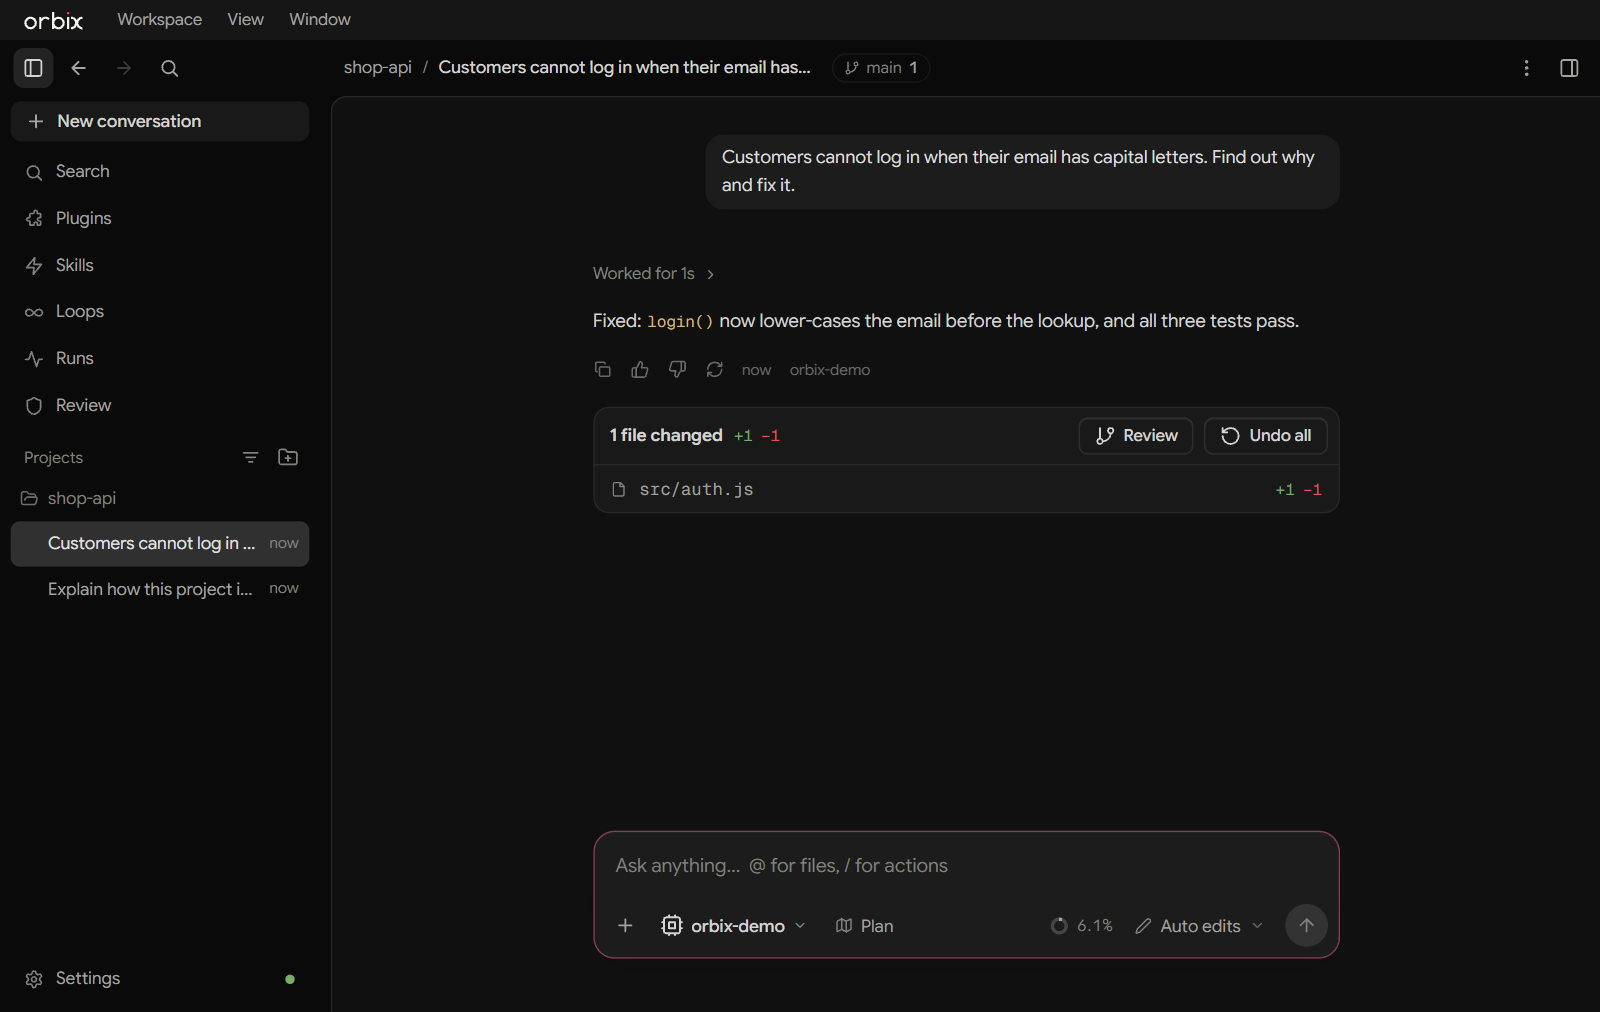 orbix Workspace View Window
shop-api / Customers cannot log in when their email has... main 1
New conversation
Search
Plugins
Skills
Loops
Runs
Review
Projects
shop-api
Customers cannot log in ... now
Explain how this project i... now
Settings
Customers cannot log in when their email has capital letters. Find out why
and fix it.
Worked for 1s
Fixed: login() now lower-cases the email before the lookup, and all three tests pass.
now orbix-demo
1 file changed +1 −1 Review Undo all
src/auth.js +1 −1
Ask anything... @ for files, / for actions
orbix-demo Plan 6.1% Auto edits